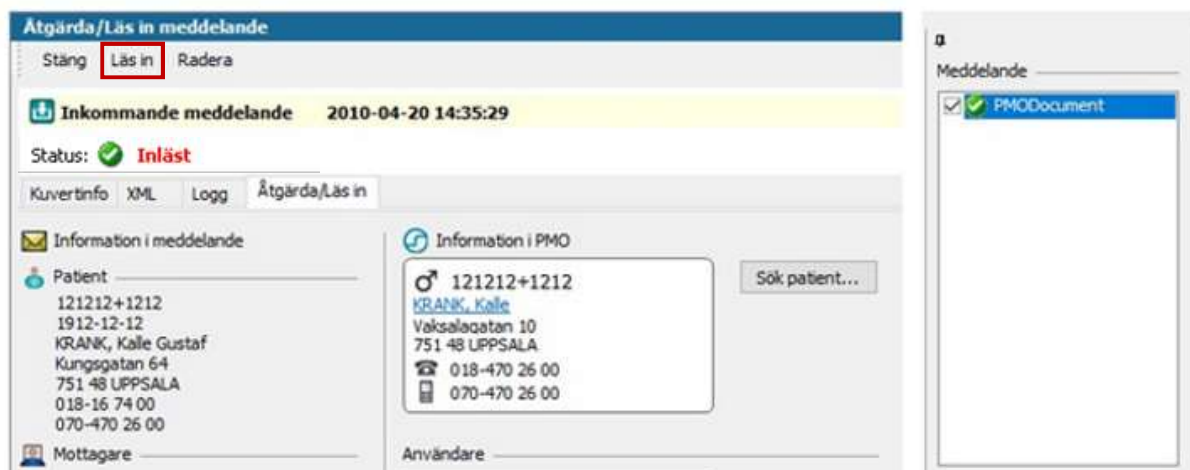 Åtgärda/Läs in meddelande
Stäng Läs in Radera
Inkommande meddelande 2010-04-20 14:35:29
Status: Inläst
Kuvertinfo XML Logg Åtgärda/Läs in
Information i meddelande
Patient
121212+1212
1912-12-12
KRANK, Kalle Gustaf
Kungsgatan 64
751 48 UPPSALA
018-16 74 00
070-470 26 00
Mottagare
Information i PMO
121212+1212
KRANK, Kalle
Vaksalagatan 10
751 48 UPPSALA
018-470 26 00
070-470 26 00
Sök patient...
Användare
Meddelande
PMODocument